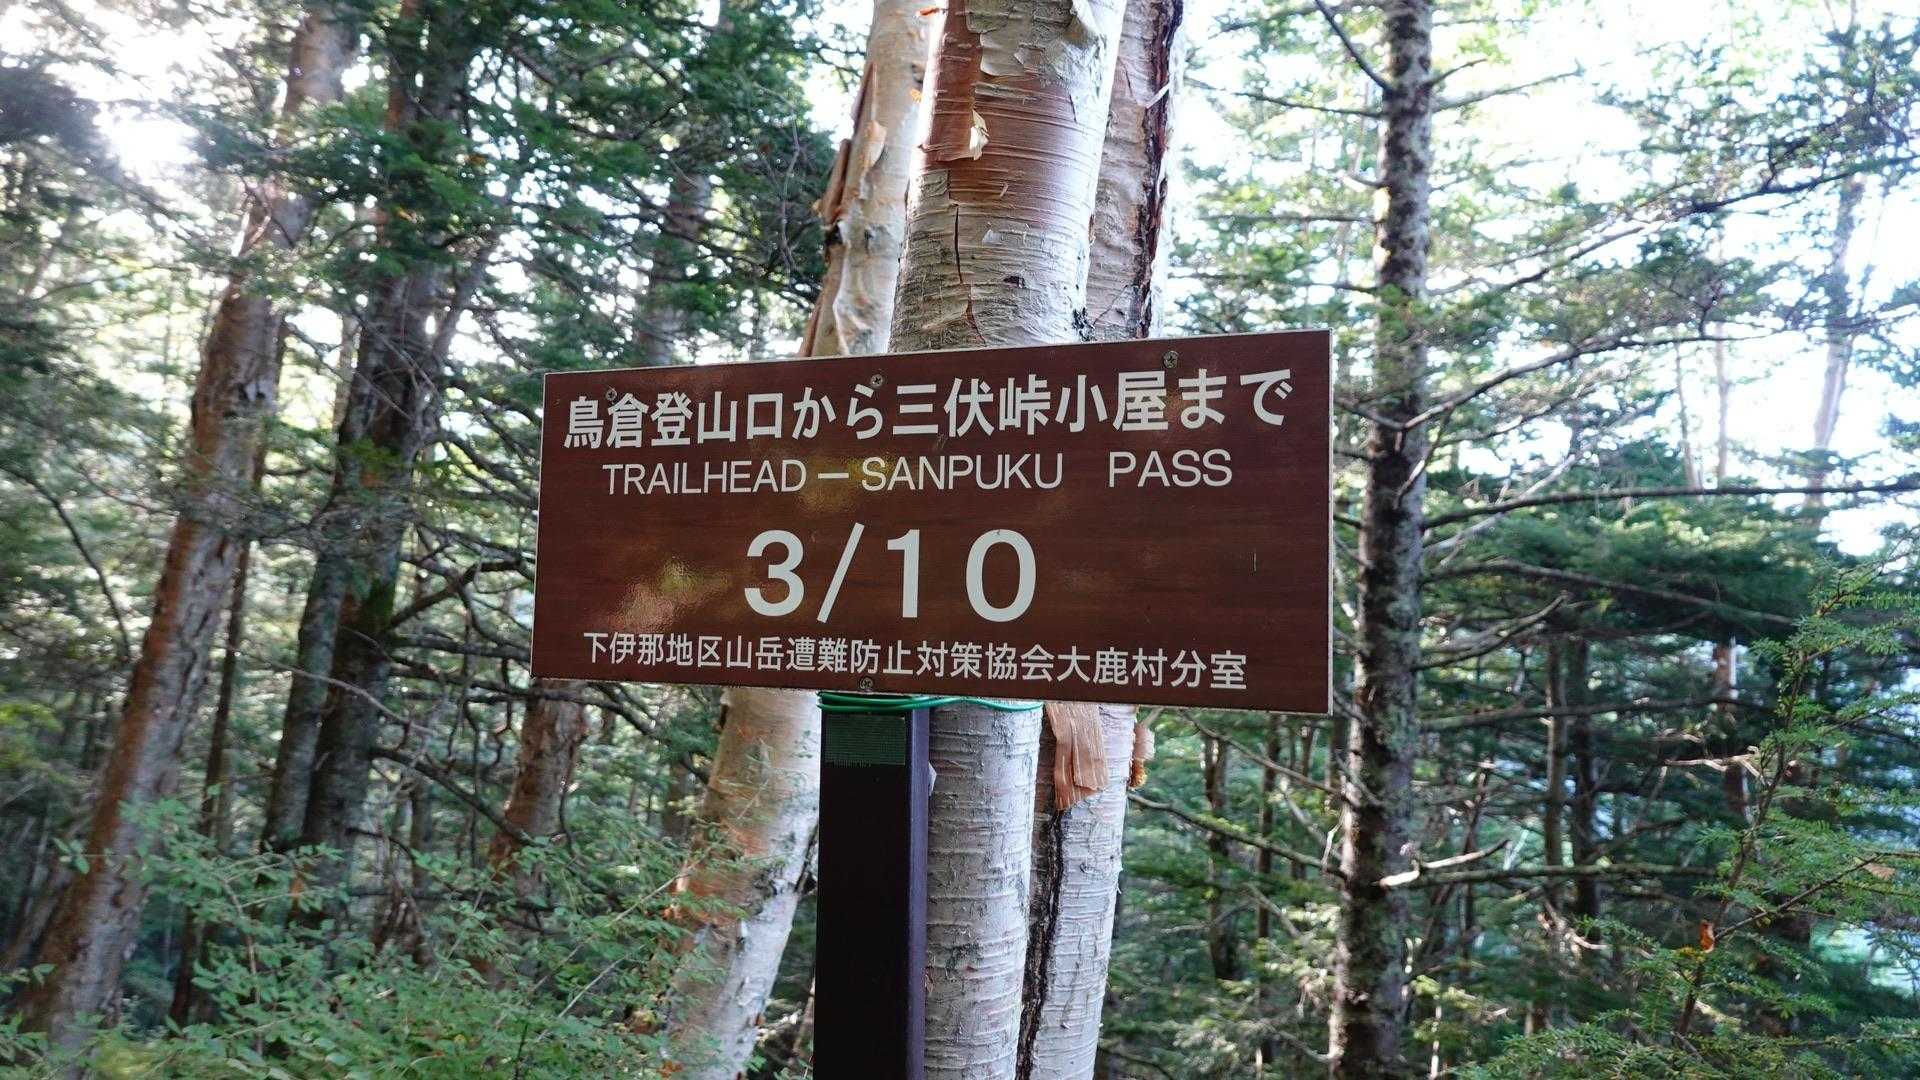 鳥倉登山口から三伏峠小屋まで
TRAILHEAD－SANPUKU PASS
3/10
下伊那地区山岳遭難防止対策協会大鹿村分室